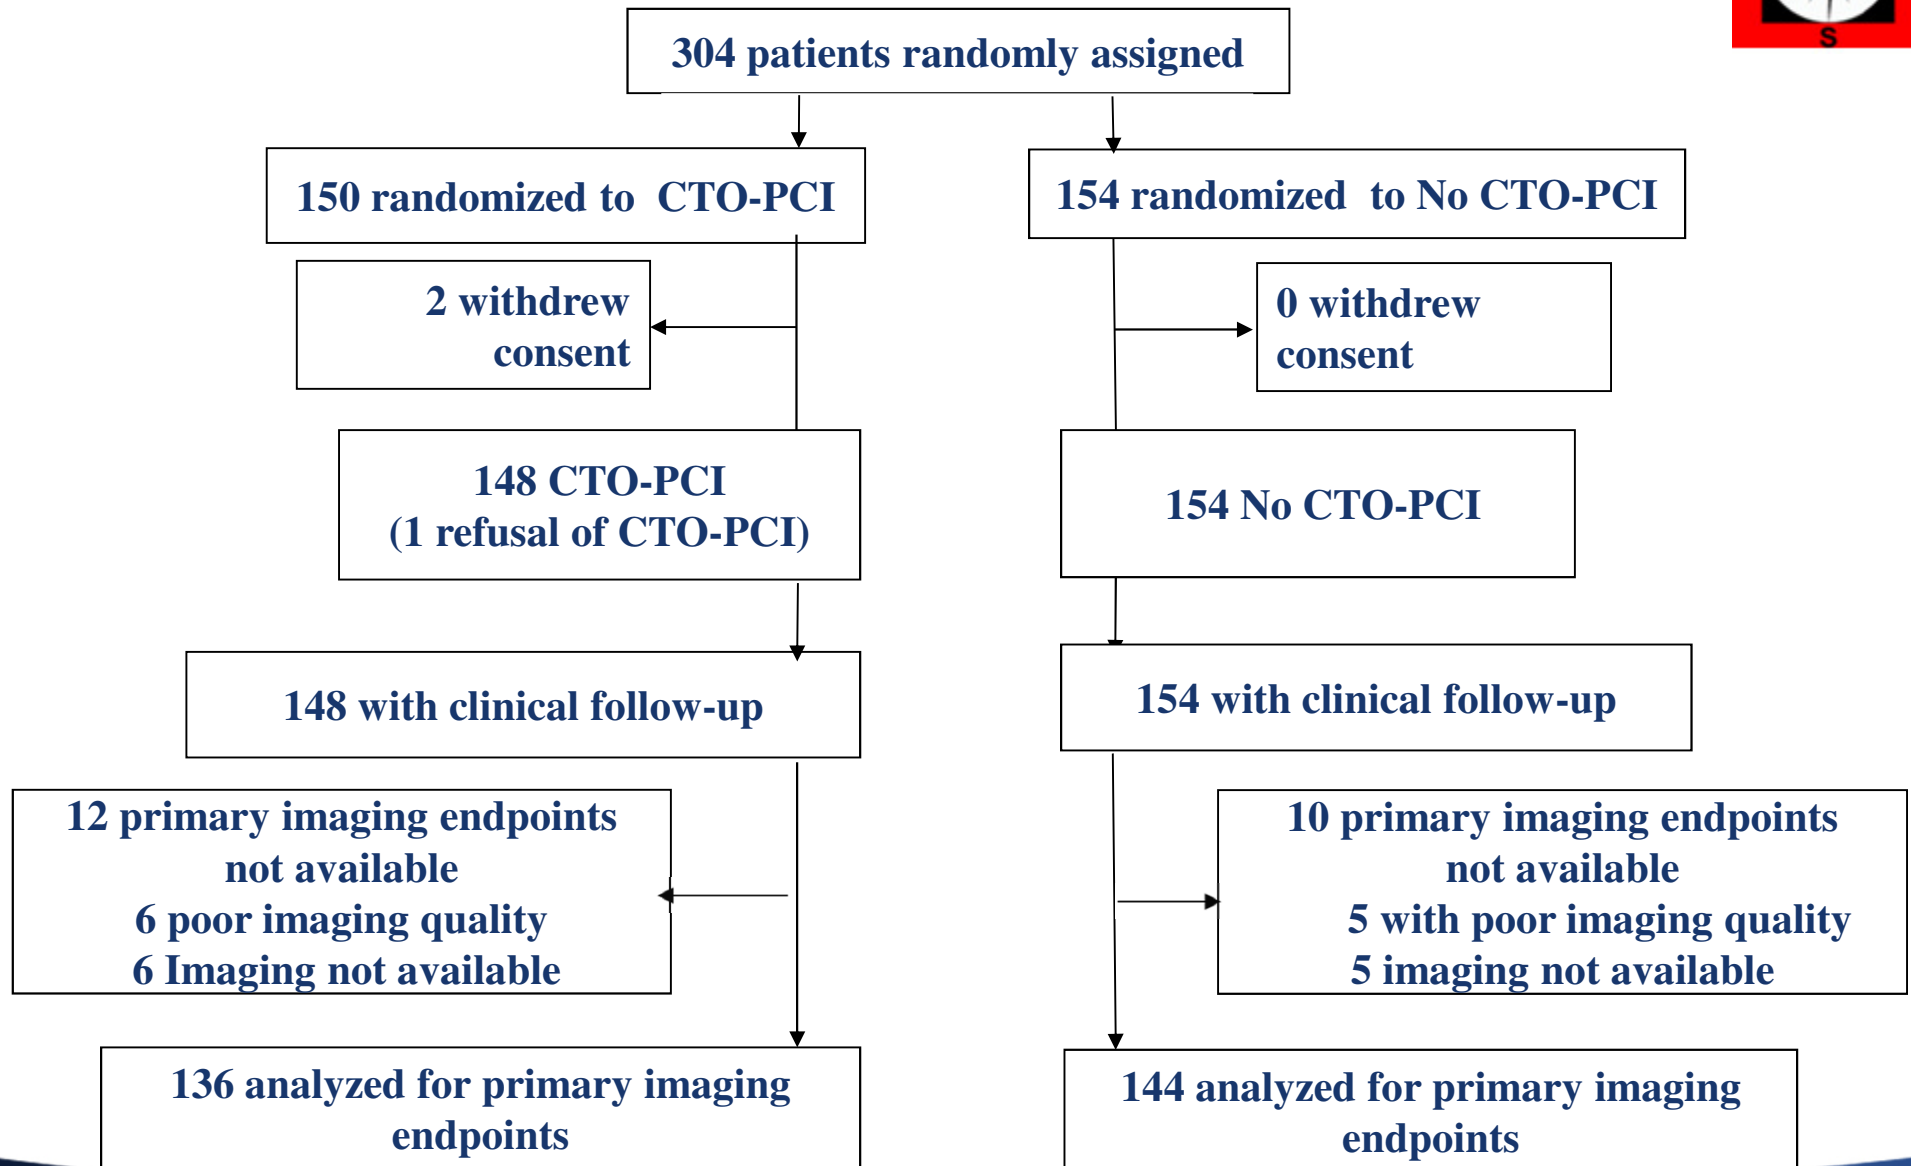 S
304 patients randomly assigned
150 randomized to CTO-PCI
154 randomized to No CTO-PCI
2 withdrew
consent
0 withdrew
consent
148 CTO-PCI
(1 refusal of CTO-PCI)
154 No CTO-PCI
148 with clinical follow-up
154 with clinical follow-up
12 primary imaging endpoints
not available
6 poor imaging quality
6 Imaging not available
10 primary imaging endpoints
not available
5 with poor imaging quality
5 imaging not available
136 analyzed for primary imaging
endpoints
144 analyzed for primary imaging
endpoints